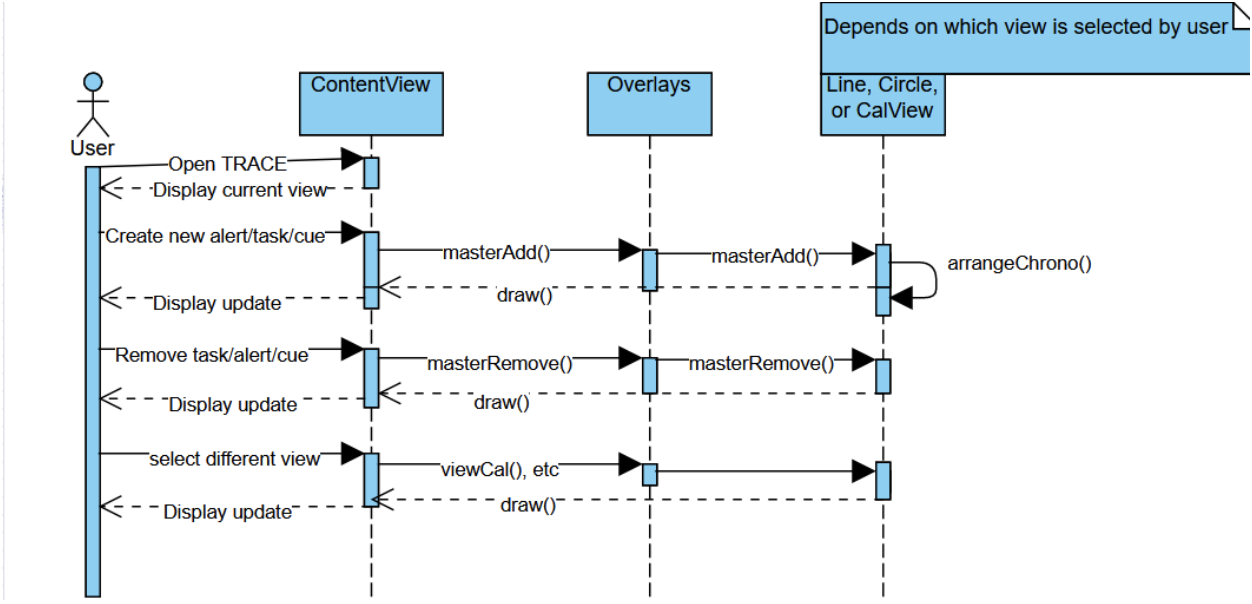 Depends on which view is selected by user
ContentView
Overlays
Line, Circle,
or CalView
User
Open TRACE
Display current view
Create new alert/task/cue
masterAdd()
masterAdd()
arrangeChrono()
draw()
Display update
Remove task/alert/cue
masterRemove()
masterRemove()
draw()
Display update
select different view
viewCal(), etc
draw()
Display update